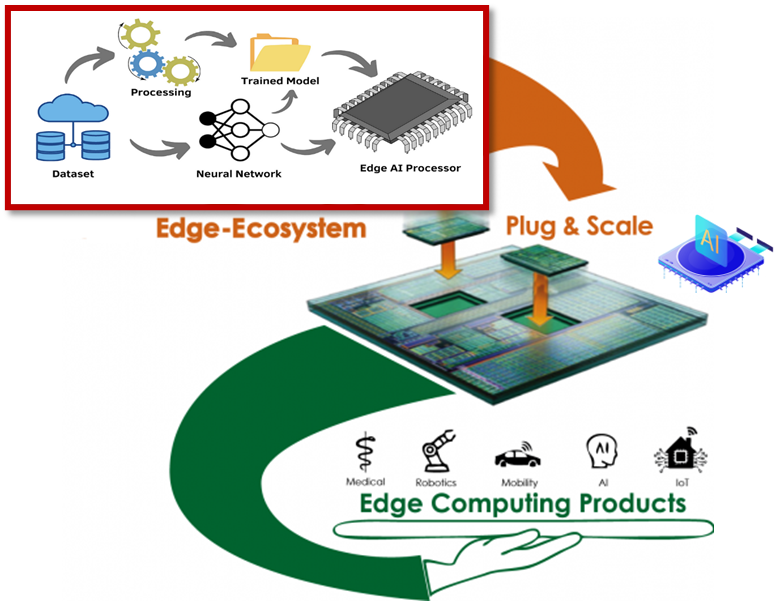 Processing
Trained Model
Dataset
Neural Network
Edge AI Processor
Edge-Ecosystem
Plug & Scale
AI
Medical
Robotics
Mobility
AI
AI
IoT
Edge Computing Products